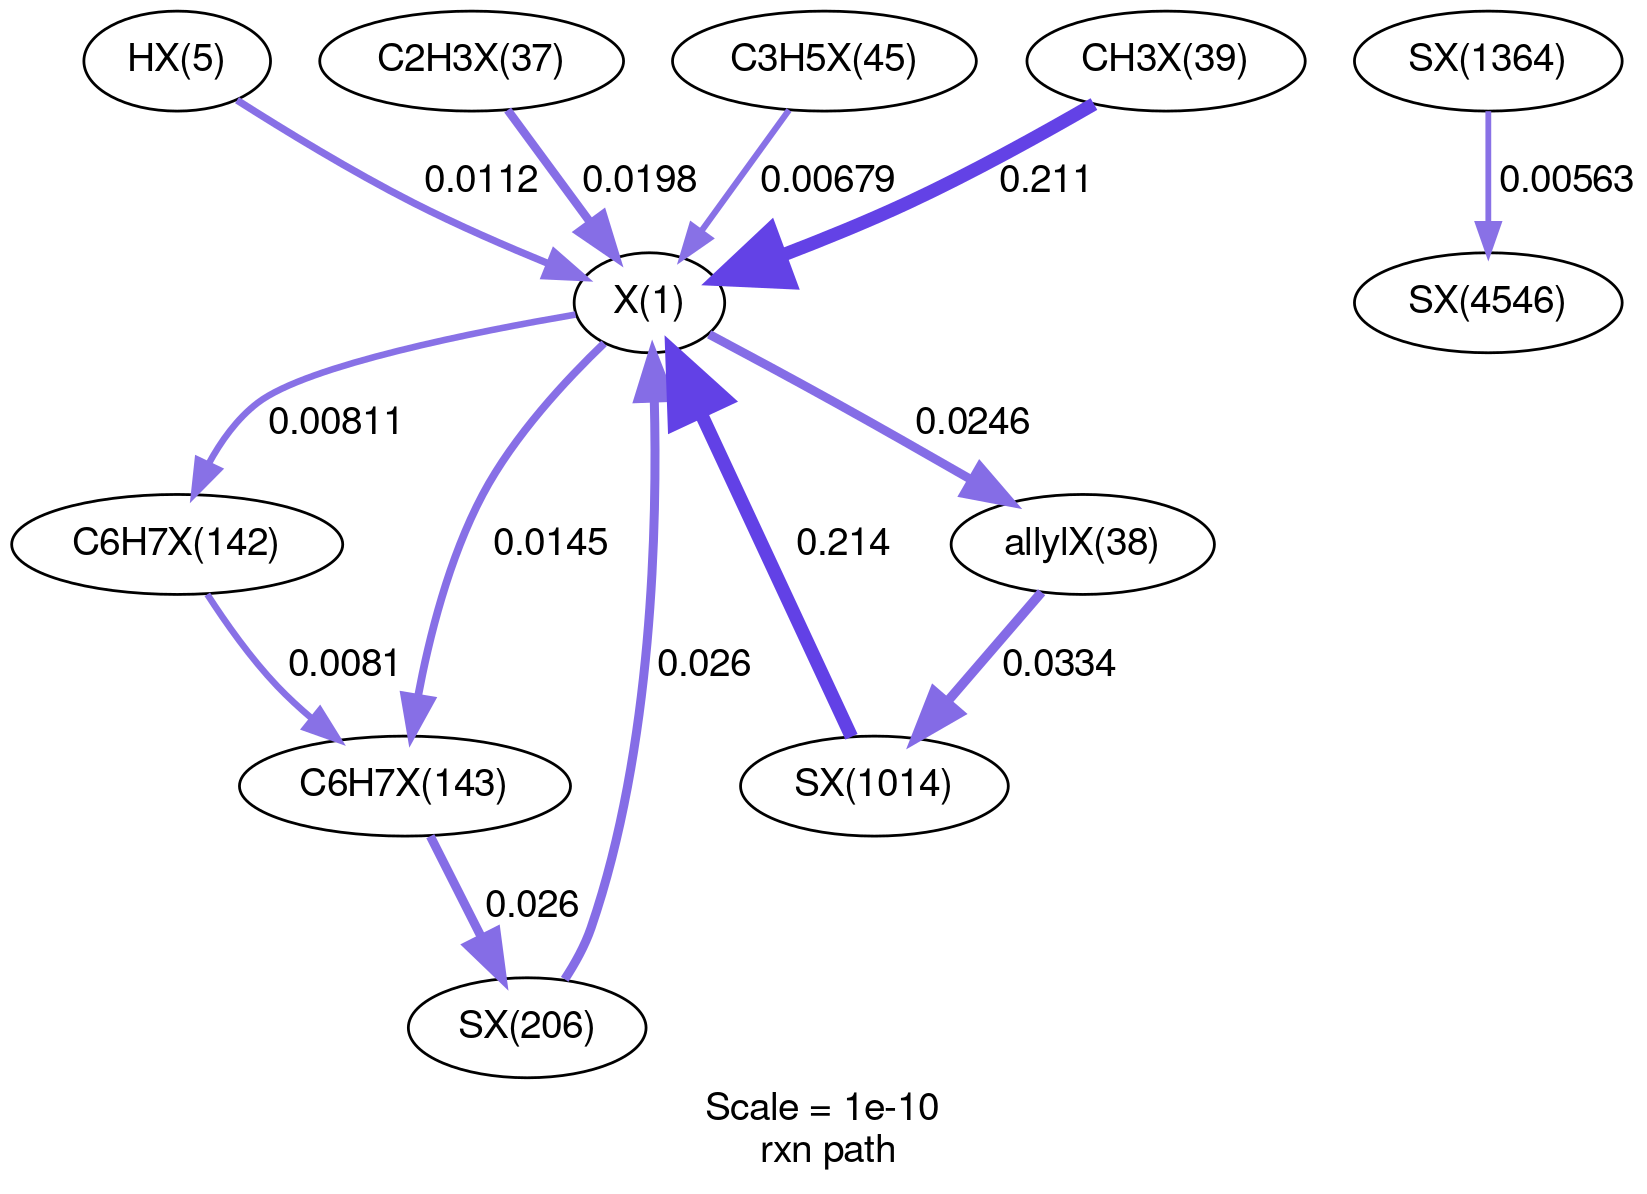 HX(5)
C2H3X(37)
C3H5X(45)
CH3X(39)
SX(1364)
0.0112
0.0198
0.00679
0.211
0.00563
X(1)
SX(4546)
0.00811
0.0246
C6H7X(142)
0.0145
0.214
allylX(38)
0.0081
0.026
0.0334
C6H7X(143)
SX(1014)
0.026
SX(206)
Scale = 1e-10
rxn path